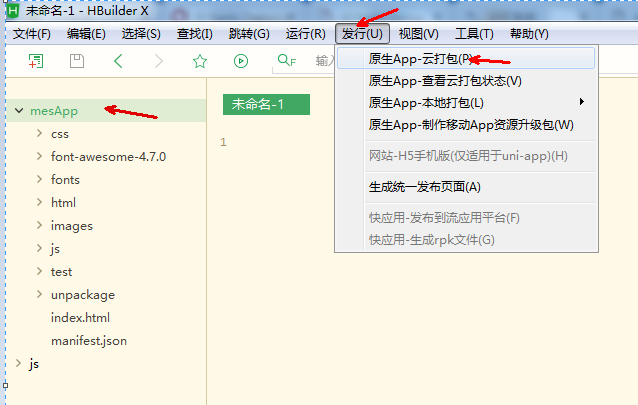 H 未命名-1 - HBuilder X
文件(F) 编辑(E) 选择(S) 查找(I) 跳转(G) 运行(R) 发行(U) 视图(V) 工具(T) 帮助(Y)
F 输入
原生App-云打包(P)
原生App-查看云打包状态(V)
原生App-本地打包(L)
原生App-制作移动App资源升级包(W)
网站-H5手机版(仅适用于uni-app)(H)
生成统一发布页面(A)
快应用-发布到流应用平台(F)
快应用-生成rpk文件(G)
mesApp
css
font-awesome-4.7.0
fonts
html
images
js
test
unpackage
index.html
manifest.json
js
未命名-1
1